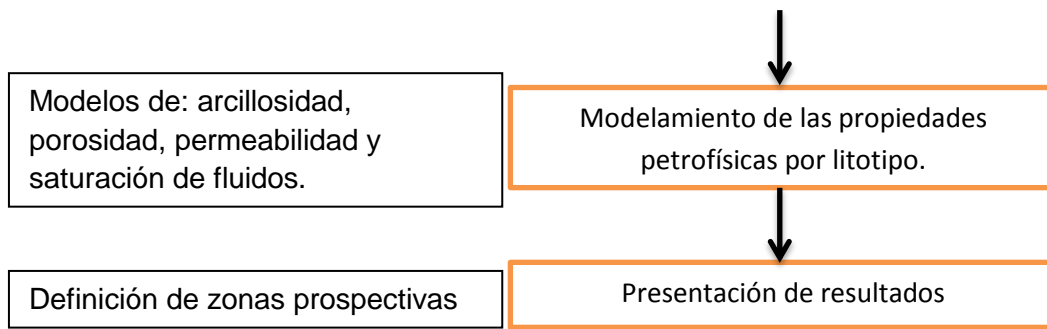 Modelos de: arcillosidad,
porosidad, permeabilidad y
saturación de fluidos.
Modelamiento de las propiedades
petrofísicas por litotipo.
Definición de zonas prospectivas
Presentación de resultados